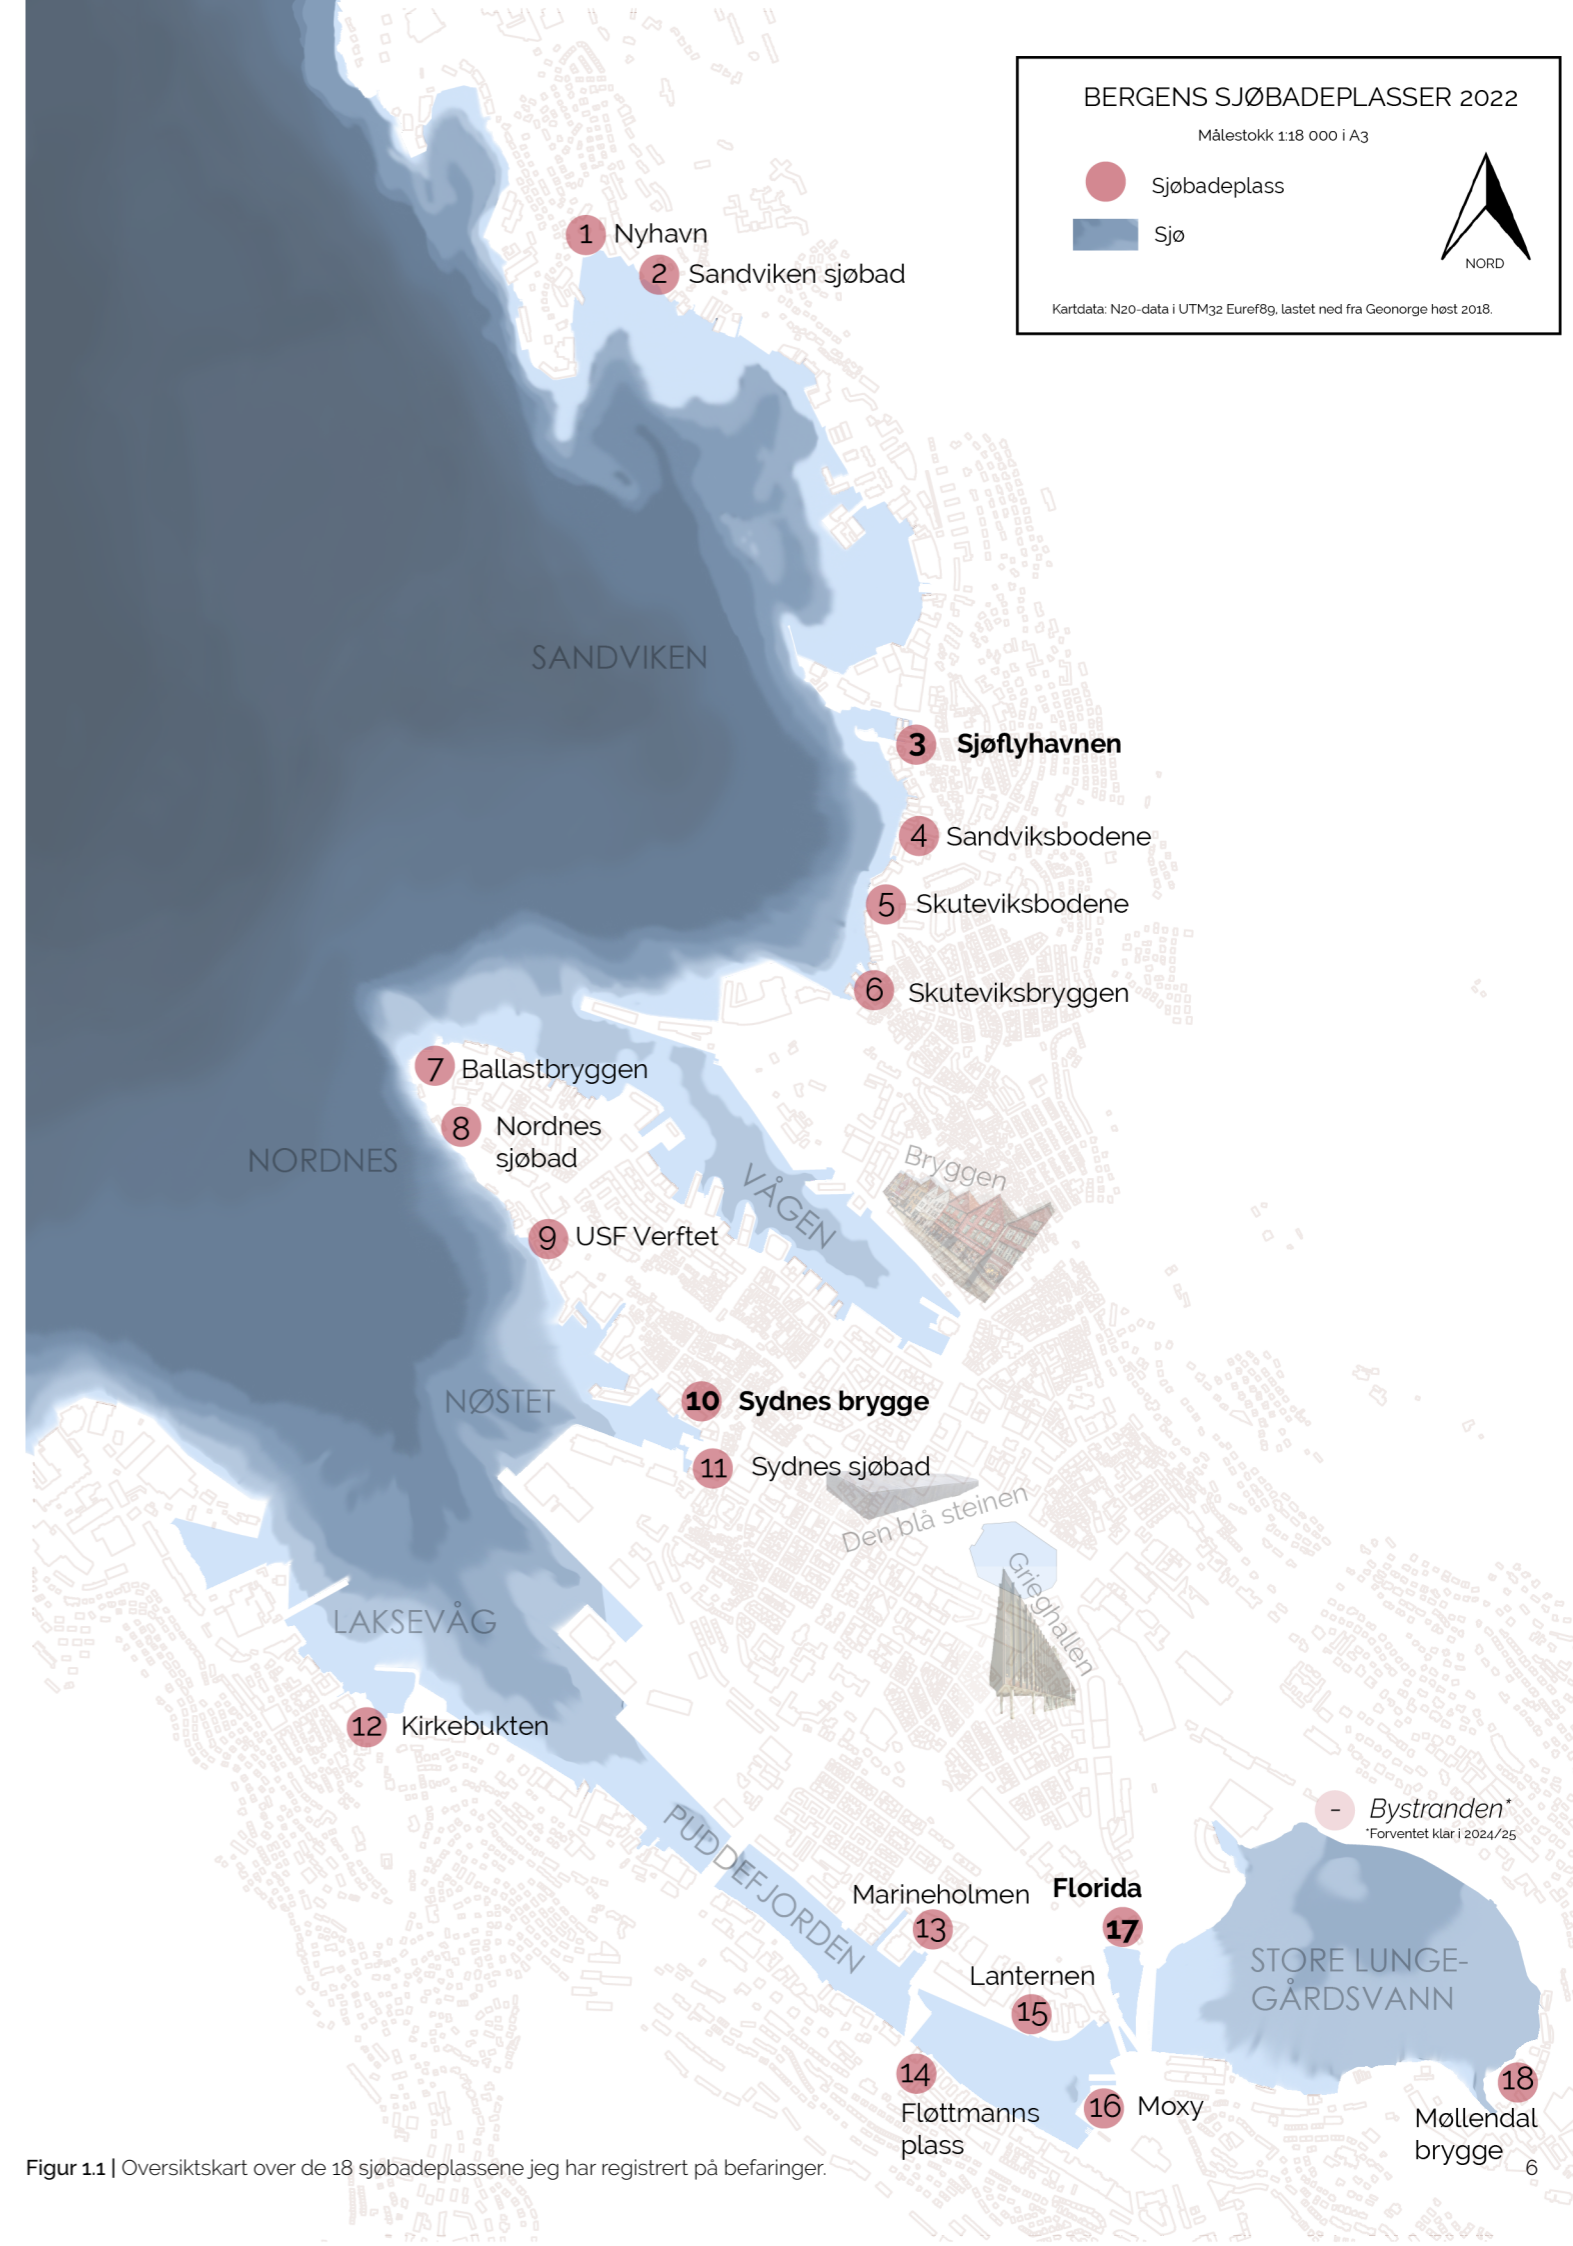 BERGENS SJØBADEPLASSER 2022
Målestokk 1:18 000 i A3
Sjøbadeplass
Sjø
NORD
Kartdata: N20-data i UTM32 Euref89, lastet ned fra Geonorge høst 2018.
1 Nyhavn
2 Sandviken sjøbad
SANDVIKEN
3 Sjøflyhavnen
4 Sandviksbodene
5 Skuteviksbodene
6 Skuteviksbryggen
7 Ballastbryggen
8 Nordnes
sjøbad
NORDNES
VÅGEN
Bryggen
9 USF Verftet
NØSTET
10 Sydnes brygge
11 Sydnes sjøbad
Den blå steinen
Grieghallen
LAKSEVÅG
12 Kirkebukten
- Bystranden*
*Forventet klar i 2024/25
PUDDEFJORDEN
Marineholmen
13
Florida
17
Lanternen
15
STORE LUNGE-
GÅRDSVANN
14
Fløttmanns
plass
16 Moxy
18
Møllendal
brygge
Figur 1.1 | Oversiktskart over de 18 sjøbadeplassene jeg har registrert på befaringer.
6